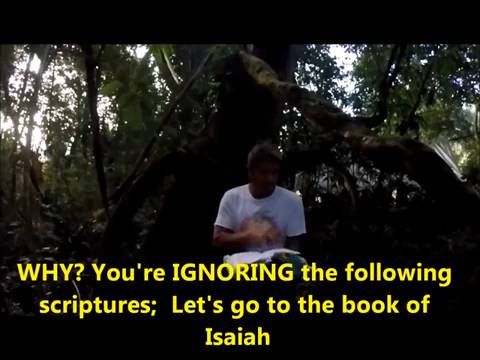 WHY? You're IGNORING the following
scriptures;  Let's go to the book of
Isaiah